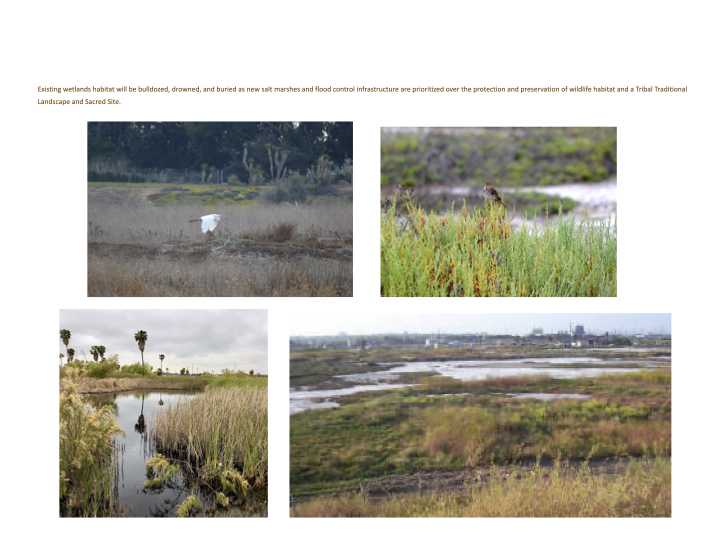 Existing wetlands habitat will be bulldozed, drowned, and buried as new salt marshes and flood control infrastructure are prioritized over the protection and preservation of wildlife habitat and a Tribal Traditional
Landscape and Sacred Site.